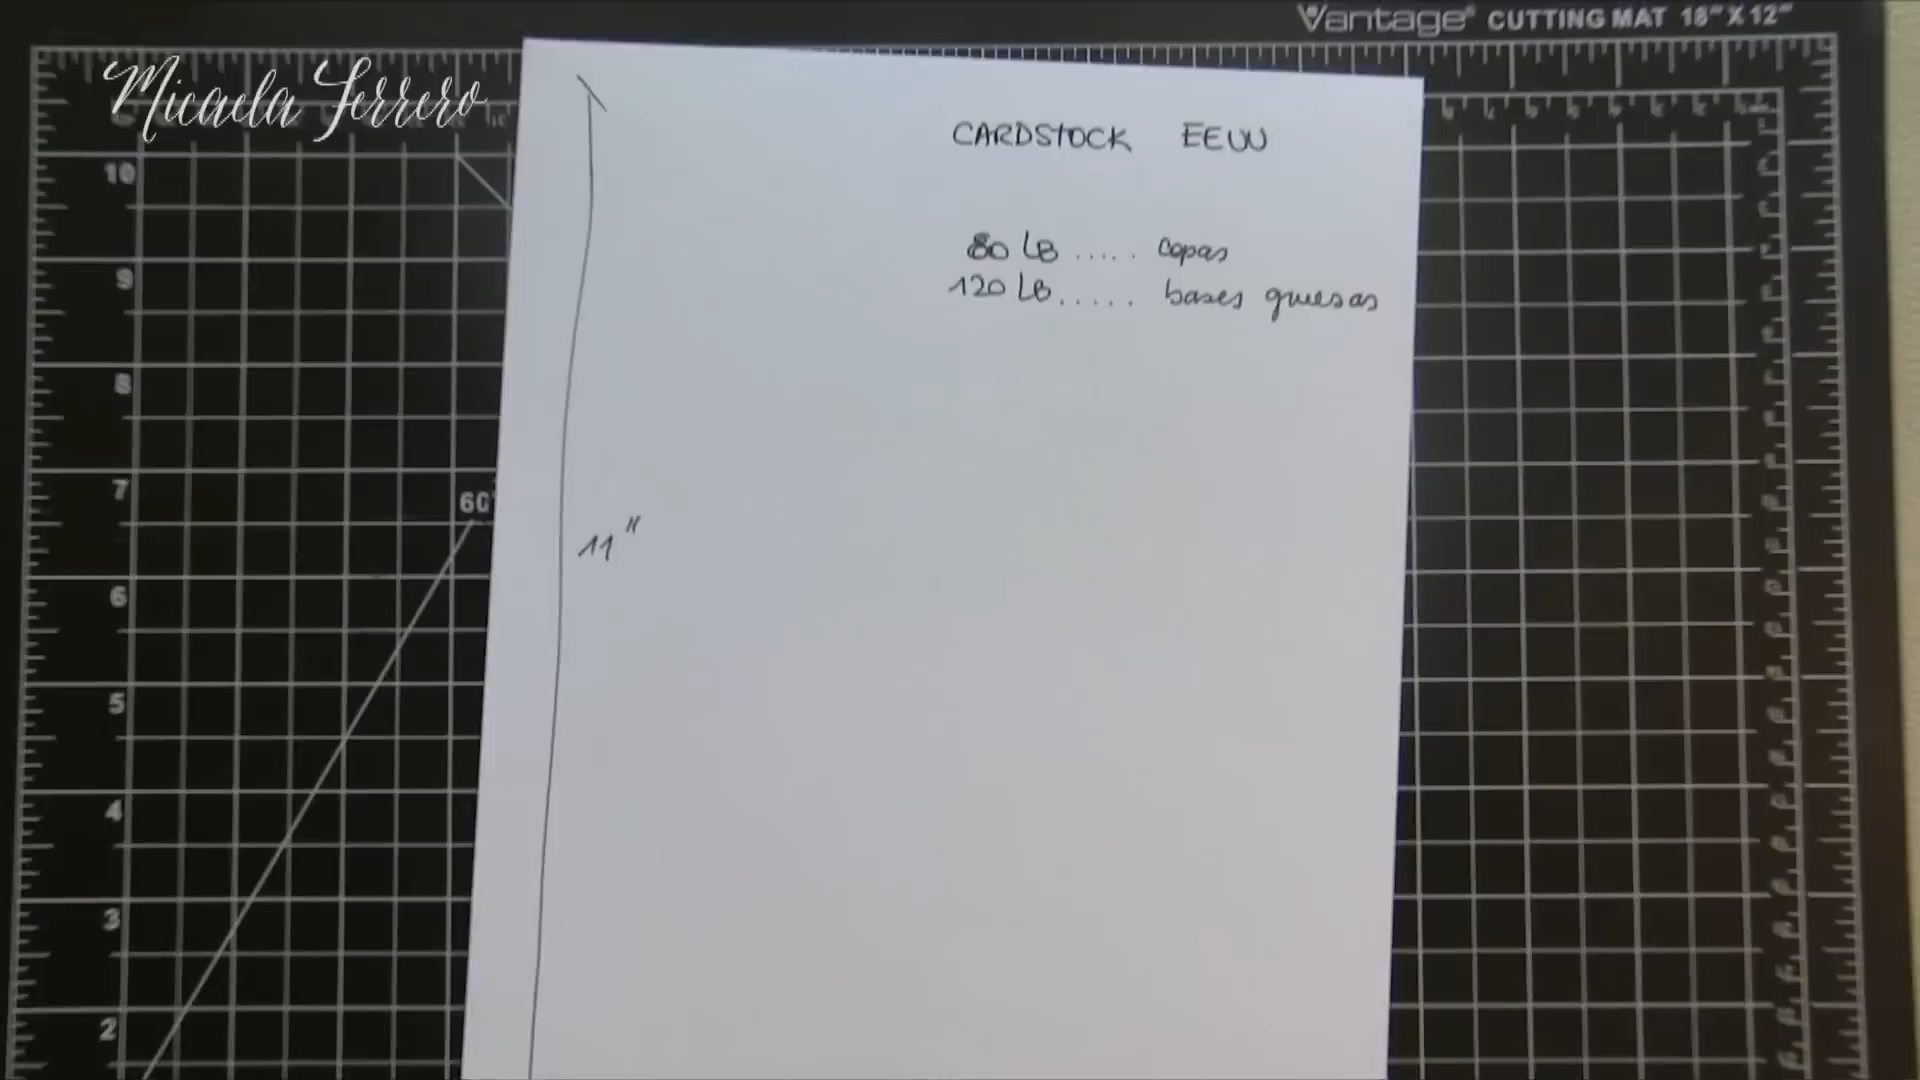 Vantage® CUTTING MAT 18" X 12"
Micaela Ferrero
CARDSTOCK EEUU
80 LB ..... capas
120 LB ..... bases gruesas
11"
10
9
8
7
60°
6
5
4
3
2